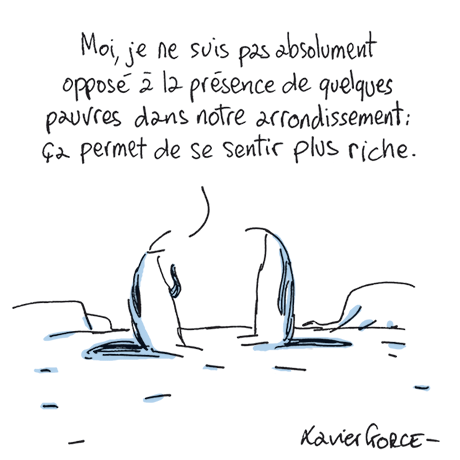 Moi, je ne suis pas absolument
opposé à la présence de quelques
pauvres dans notre arrondissement :
ça permet de se sentir plus riche.
Xavier GORCE –